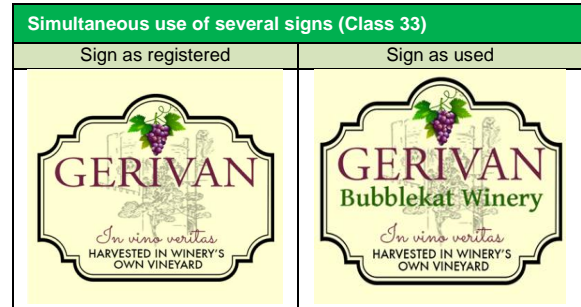 Simultaneous use of several signs (Class 33)
Sign as registered
Sign as used
GERIVAN
In vino veritas
HARVESTED IN WINERY'S
OWN VINEYARD
GERIVAN
Bubblekat Winery
In vino veritas
HARVESTED IN WINERY'S
OWN VINEYARD